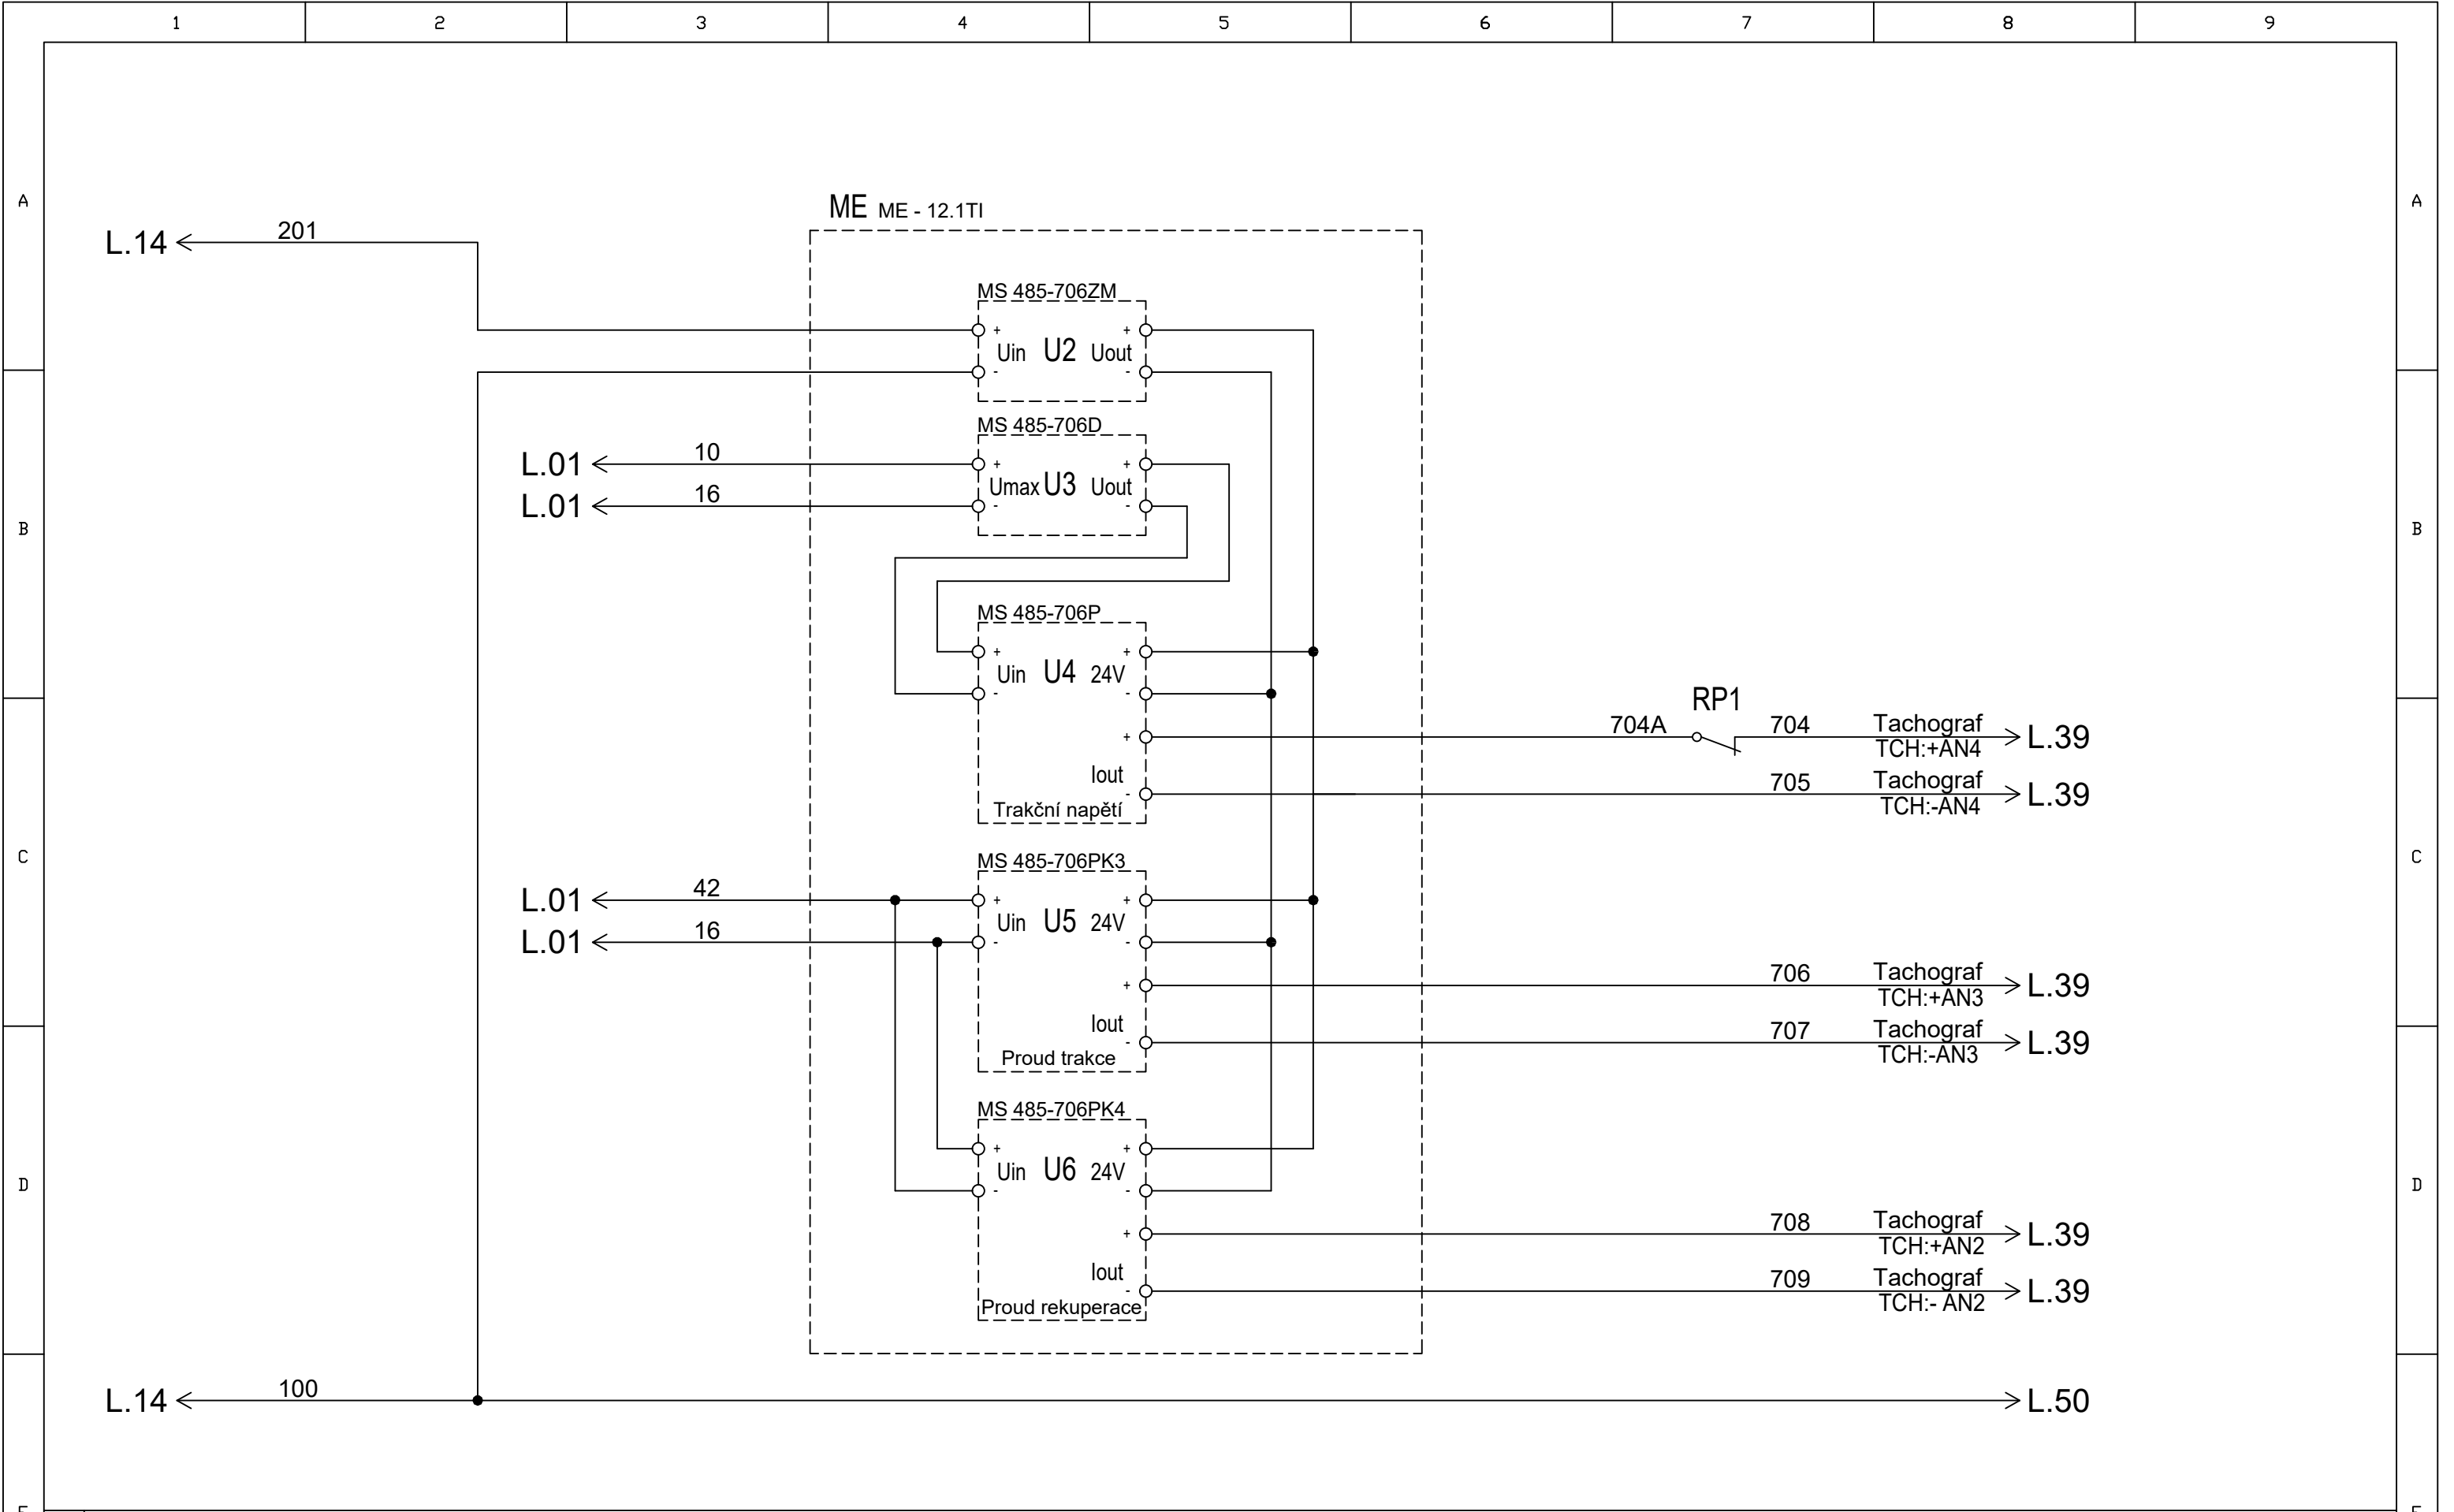 1 2 3 4 5 6 7 8 9
A A
ME ME - 12.1TI
L.14 201
MS 485-706ZM
+ +
Uin U2 Uout
- -
MS 485-706D
L.01 10 + +
Umax U3 Uout
L.01 16 - -
B B
MS 485-706P
+ +
Uin U4 24V
- -
RP1
+ 704A 704 Tachograf L.39
TCH:+AN4
Iout
- 705 Tachograf L.39
TCH:-AN4
Trakční napětí
C C
MS 485-706PK3
L.01 42 + +
Uin U5 24V
L.01 16 - -
+ 706 Tachograf L.39
TCH:+AN3
Iout
- 707 Tachograf L.39
TCH:-AN3
Proud trakce
MS 485-706PK4
+ +
Uin U6 24V
- -
D D
+ 708 Tachograf L.39
TCH:+AN2
Iout
- 709 Tachograf L.39
TCH:- AN2
Proud rekuperace
L.14 100 L.50